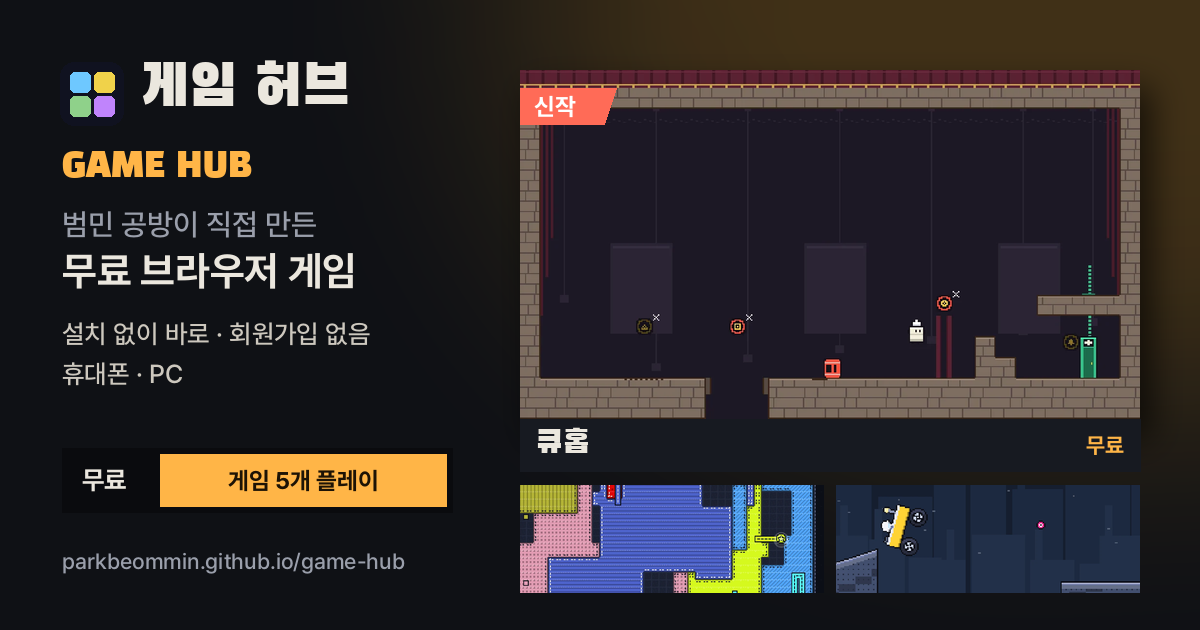 게임 허브
GAME HUB
범민 공방이 직접 만든
무료 브라우저 게임
설치 없이 바로 · 회원가입 없음
휴대폰 · PC
무료
게임 5개 플레이
parkbeommin.github.io/game-hub
신작
큐홉
무료